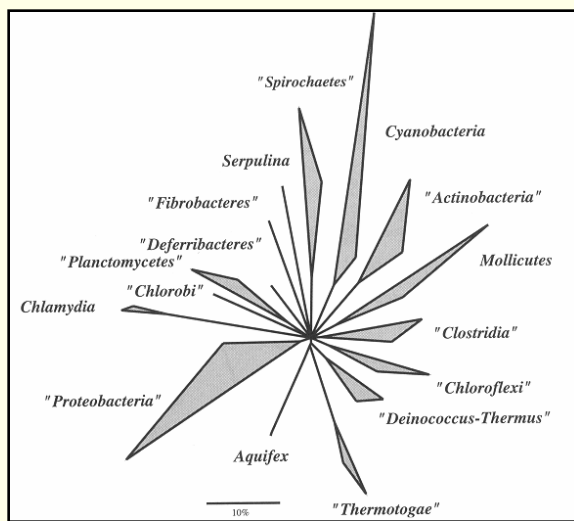 "Spirochaetes"
Cyanobacteria
Serpulina
"Actinobacteria"
"Fibrobacteres"
"Deferribacteres"
"Planctomycetes"
Mollicutes
"Chlorobi"
Chlamydia
"Clostridia"
"Chloroflexi"
"Proteobacteria"
"Deinococcus-Thermus"
Aquifex
10%
"Thermotogae"